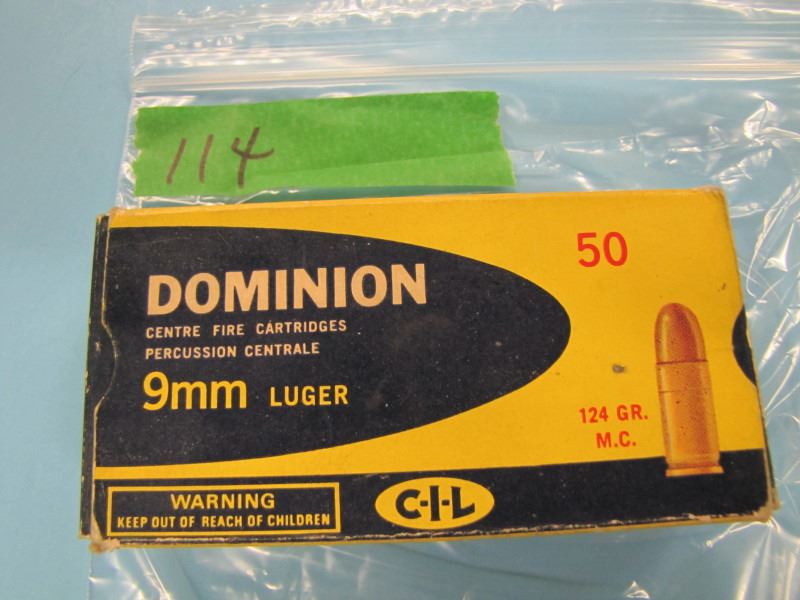 114
50
DOMINION
CENTRE FIRE CARTRIDGES
PERCUSSION CENTRALE
9mm LUGER
124 GR.
M.C.
WARNING
KEEP OUT OF REACH OF CHILDREN
C-I-L